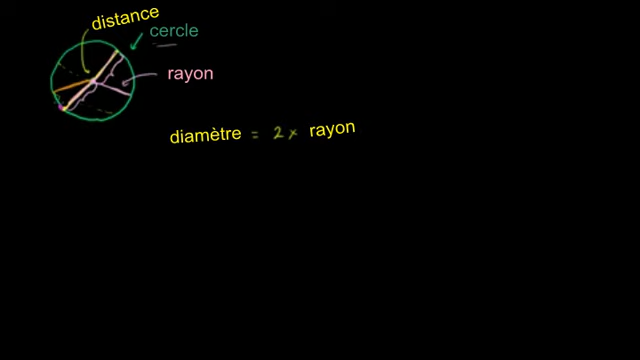 distance
cercle
rayon
diamètre = 2 × rayon